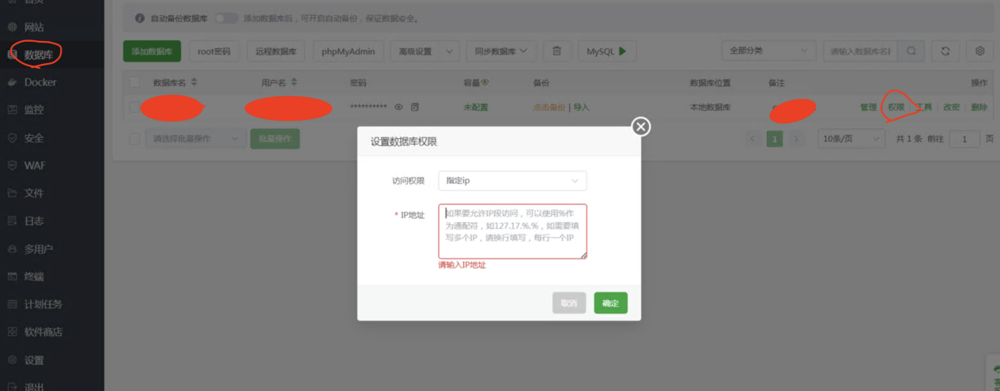 首页
自动备份数据库 添加数据库后，可开启自动备份，保证数据安全。
网站
数据库
添加数据库 root密码 远程数据库 phpMyAdmin 高级设置 同步数据库 MySQL 全部分类 请输入数据库名称
Docker
数据库名 用户名 密码 容量 备份 数据库位置 备注 操作
监控
********** 未配置 点击备份 | 导入 本地数据库 管理 | 权限 | 工具 | 改密 | 删除
安全
请选择批量操作 批量操作 1 10条/页 共 1 条 前往 1 页
设置数据库权限
WAF
访问权限 指定ip
文件
* IP地址 如果要允许IP段访问，可以使用%作
为通配符，如127.17.%.%，如需要填
写多个IP，请换行填写，每行一个IP
日志
多用户
请输入IP地址
终端
计划任务
取消 确定
软件商店
设置
退出